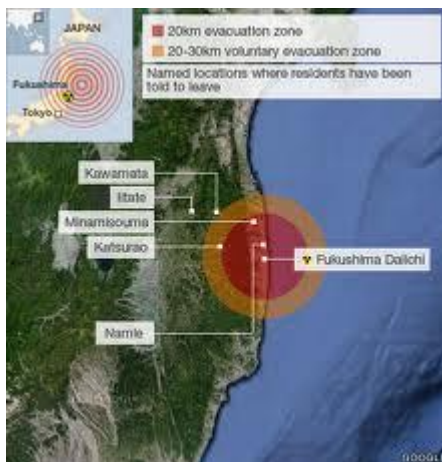 JAPAN
Fukushima
Tokyo
20km evacuation zone
20-30km voluntary evacuation zone
Named locations where residents have been
told to leave
Kawamata
Iitate
Minamisouma
Katsurao
Fukushima Daiichi
Namie
GOOGLE